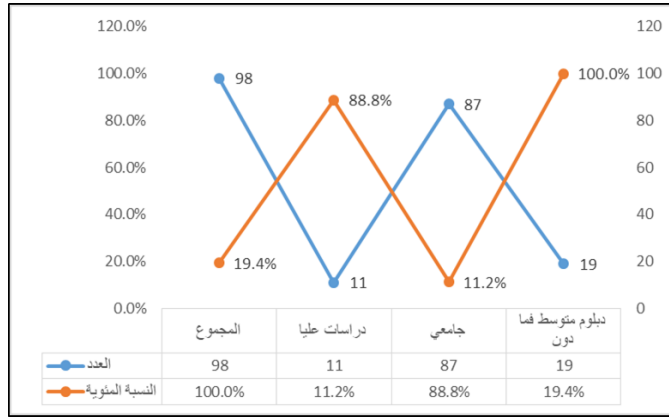 120.0% 120
100.0% 98 100.0% 100
80.0% 88.8% 87 80
60.0% 60
40.0% 40
20.0% 19.4% 11 11.2% 19 20
0.0% 0
المجموع دراسات عليا جامعي دبلوم متوسط فما
دون
العدد 98 11 87 19
النسبة المئوية 100.0% 11.2% 88.8% 19.4%